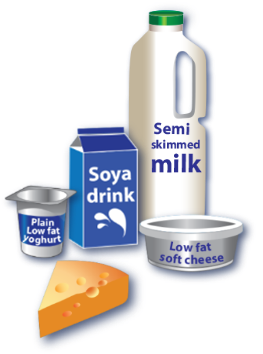 Semi
skimmed
milk
Soya
drink
Plain
Low fat
yoghurt
Low fat
soft cheese